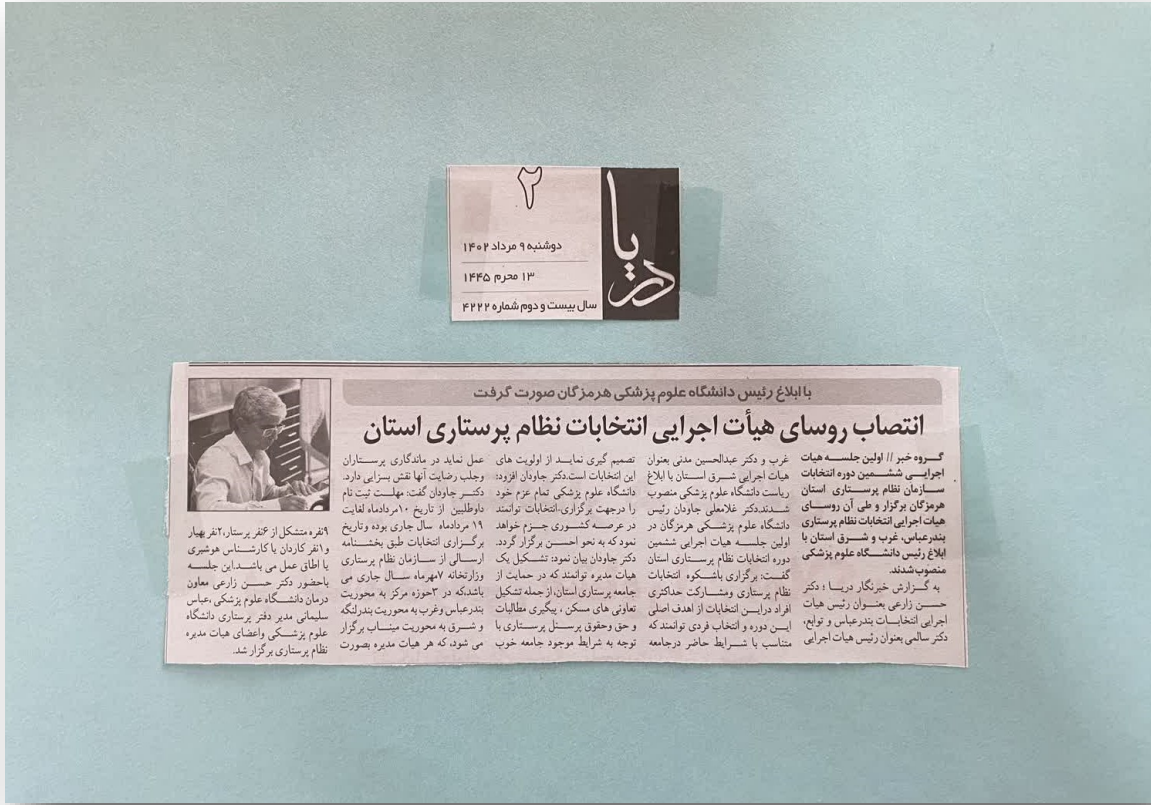 دریا
۲
دوشنبه ۹ مرداد ۱۴۰۲
۱۳ محرم ۱۴۴۵
سال بیست و دوم شماره ۴۲۲۲
با ابلاغ رئیس دانشگاه علوم پزشکی هرمزگان صورت گرفت
انتصاب روسای هیأت اجرایی انتخابات نظام پرستاری استان
گروه خبر // اولین جلسه هیات
اجرایی ششمین دوره انتخابات
سازمان نظام پرستاری استان
هرمزگان برگزار و طی آن روسای
هیات اجرایی انتخابات نظام پرستاری
بندرعباس، غرب و شرق استان با
ابلاغ رئیس دانشگاه علوم پزشکی
منصوب شدند.
به گزارش خبرنگار دریا ؛ دکتر
حسن زارعی بعنوان رئیس هیات
اجرایی انتخابات بندرعباس و توابع،
دکتر سالمی بعنوان رئیس هیات اجرایی
غرب و دکتر عبدالحسین مدنی بعنوان
هیات اجرایی شرق استان با ابلاغ
ریاست دانشگاه علوم پزشکی منصوب
شدند.دکتر غلامعلی جاودان رئیس
دانشگاه علوم پزشکی هرمزگان در
اولین جلسه هیات اجرایی ششمین
دوره انتخابات نظام پرستاری استان
گفت: برگزاری باشکوه انتخابات
نظام پرستاری ومشارکت حداکثری
افراد دراین انتخابات از اهدف اصلی
این دوره و انتخاب فردی توانمند که
متناسب با شرایط حاضر درجامعه
تصمیم گیری نماید از اولویت های
این انتخابات است.دکتر جاودان افزود:
دانشگاه علوم پزشکی تمام عزم خود
را درجهت برگزاری،انتخابات توانمند
در عرصه کشوری جزم خواهد
نمود که به نحو احسن برگزار گردد.
دکتر جاودان بیان نمود: تشکیل یک
هیات مدیره توانمند که در حمایت از
جامعه پرستاری استان،از جمله تشکیل
تعاونی های مسکن ، پیگیری مطالبات
و حق وحقوق پرسنل پرستاری با
توجه به شرایط موجود جامعه خوب
عمل نماید در ماندگاری پرستاران
وجلب رضایت آنها نقش بسزایی دارد.
دکتر جاودان گفت: مهلت ثبت نام
داوطلبین از تاریخ ۱۰مردادماه لغایت
۱۹ مردادماه سال جاری بوده وتاریخ
برگزاری انتخابات طبق بخشنامه
ارسالی از سازمان نظام پرستاری
وزارتخانه ۷مهرماه سال جاری می
باشد،که در ۳حوزه مرکز به محوریت
بندرعباس وغرب به محوریت بندرلنگه
و شرق به محوریت میناب برگزار
می شود، که هر هیات مدیره بصورت
۹نفره متشکل از ۶نفر پرستار،۲نفر بهیار
و ۱نفر کاردان یا کارشناس هوشبری
یا اطاق عمل می باشد.این جلسه
باحضور دکتر حسن زارعی معاون
درمان دانشگاه علوم پزشکی ،عباس
سلیمانی مدیر دفتر پرستاری دانشگاه
علوم پزشکی واعضای هیات مدیره
نظام پرستاری برگزار شد.